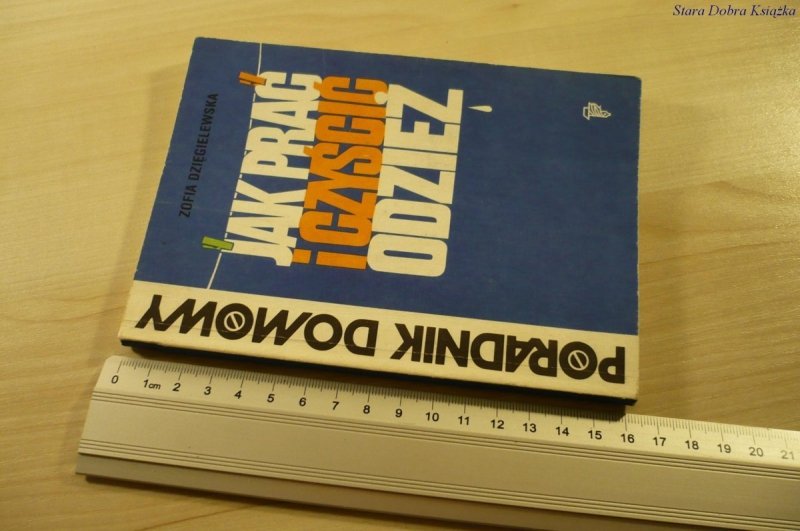 Stara Dobra Książka
ZOFIA DZIĘGIELEWSKA
JAK PRAĆ
I CZYŚCIĆ
ODZIEŻ
PORADNIK DOMOWY
0 1cm 2 3 4 5 6 7 8 9 10 11 12 13 14 15 16 17 18 19 20 21